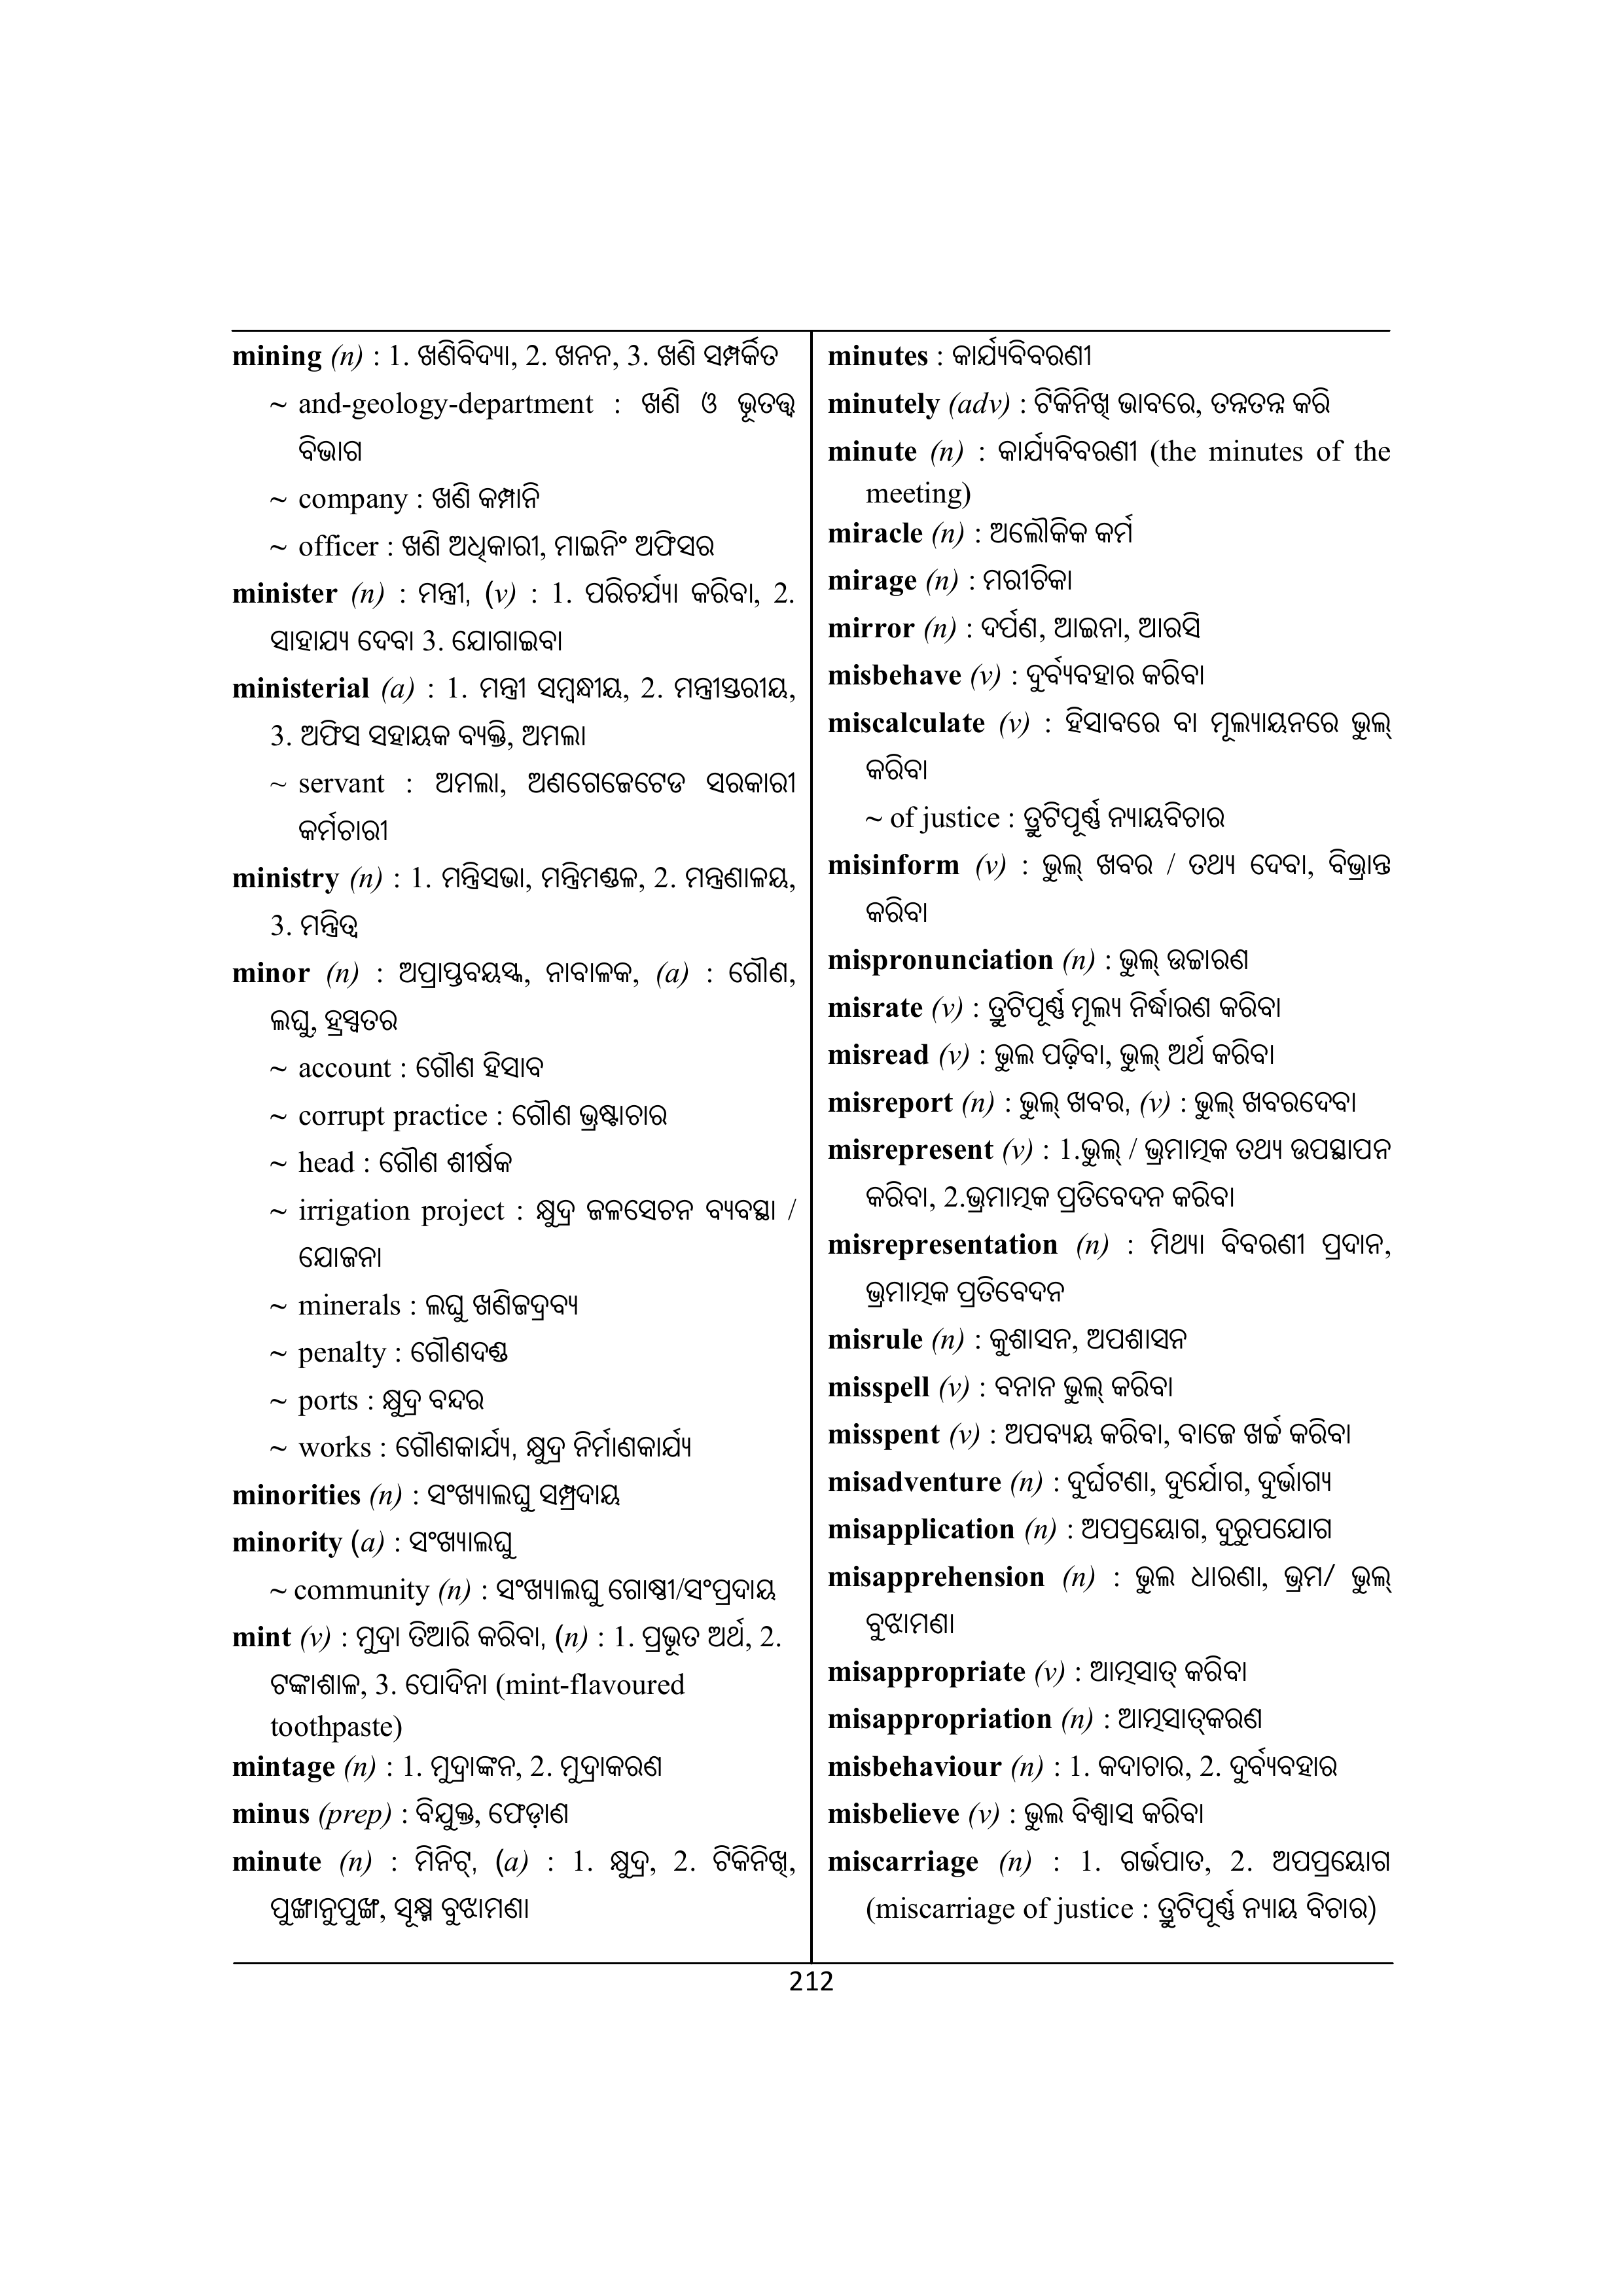 mining (n) : 1. ଖଣିବିଦ୍ୟା, 2. ଖନନ, 3. ଖଣି ସମ୍ପର୍କିତ
~ and-geology-department : ଖଣି ଓ ଭୂତତ୍ତ୍ୱ
ବିଭାଗ
~ company : ଖଣି କମ୍ପାନି
~ officer : ଖଣି ଅଧିକାରୀ, ମାଇନିଂ ଅଫିସର
minister (n) : ମନ୍ତ୍ରୀ, (v) : 1. ପରିଚର୍ଯ୍ୟା କରିବା, 2.
ସାହାଯ୍ୟ ଦେବା 3. ଯୋଗାଇବା
ministerial (a) : 1. ମନ୍ତ୍ରୀ ସମ୍ବନ୍ଧୀୟ, 2. ମନ୍ତ୍ରୀସ୍ତରୀୟ,
3. ଅଫିସ ସହାୟକ ବ୍ୟକ୍ତି, ଅମଲା
~ servant : ଅମଲା, ଅଣଗେଜେଟେଡ ସରକାରୀ
କର୍ମଚାରୀ
ministry (n) : 1. ମନ୍ତ୍ରିସଭା, ମନ୍ତ୍ରିମଣ୍ଡଳ, 2. ମନ୍ତ୍ରଣାଳୟ,
3. ମନ୍ତ୍ରିତ୍ୱ
minor (n) : ଅପ୍ରାପ୍ତବୟସ୍କ, ନାବାଳକ, (a) : ଗୌଣ,
ଲଘୁ, ହ୍ରସ୍ୱତର
~ account : ଗୌଣ ହିସାବ
~ corrupt practice : ଗୌଣ ଭ୍ରଷ୍ଟାଚାର
~ head : ଗୌଣ ଶୀର୍ଷକ
~ irrigation project : କ୍ଷୁଦ୍ର ଜଳସେଚନ ବ୍ୟବସ୍ଥା /
ଯୋଜନା
~ minerals : ଲଘୁ ଖଣିଜଦ୍ରବ୍ୟ
~ penalty : ଗୌଣଦଣ୍ଡ
~ ports : କ୍ଷୁଦ୍ର ବନ୍ଦର
~ works : ଗୌଣକାର୍ଯ୍ୟ, କ୍ଷୁଦ୍ର ନିର୍ମାଣକାର୍ଯ୍ୟ
minorities (n) : ସଂଖ୍ୟାଲଘୁ ସମ୍ପ୍ରଦାୟ
minority (a) : ସଂଖ୍ୟାଲଘୁ
~ community (n) : ସଂଖ୍ୟାଲଘୁ ଗୋଷ୍ଠୀ/ସଂପ୍ରଦାୟ
mint (v) : ମୁଦ୍ରା ତିଆରି କରିବା, (n) : 1. ପ୍ରଭୂତ ଅର୍ଥ, 2.
ଟଙ୍କାଶାଳ, 3. ପୋଦିନା (mint-flavoured
toothpaste)
mintage (n) : 1. ମୁଦ୍ରାଙ୍କନ, 2. ମୁଦ୍ରାକରଣ
minus (prep) : ବିଯୁକ୍ତ, ଫେଡ଼ାଣ
minute (n) : ମିନିଟ୍, (a) : 1. କ୍ଷୁଦ୍ର, 2. ଟିକିନିଖି,
ପୁଙ୍ଖାନୁପୁଙ୍ଖ, ସୂକ୍ଷ୍ମ ବୁଝାମଣା
minutes : କାର୍ଯ୍ୟବିବରଣୀ
minutely (adv) : ଟିକିନିଖି ଭାବରେ, ତନ୍ନତନ୍ନ କରି
minute (n) : କାର୍ଯ୍ୟବିବରଣୀ (the minutes of the
meeting)
miracle (n) : ଅଲୌକିକ କର୍ମ
mirage (n) : ମରୀଚିକା
mirror (n) : ଦର୍ପଣ, ଆଇନା, ଆରସି
misbehave (v) : ଦୁର୍ବ୍ୟବହାର କରିବା
miscalculate (v) : ହିସାବରେ ବା ମୂଲ୍ୟାୟନରେ ଭୁଲ୍
କରିବା
~ of justice : ତ୍ରୁଟିପୂର୍ଣ୍ଣ ନ୍ୟାୟବିଚାର
misinform (v) : ଭୁଲ୍ ଖବର / ତଥ୍ୟ ଦେବା, ବିଭ୍ରାନ୍ତ
କରିବା
mispronunciation (n) : ଭୁଲ୍ ଉଚ୍ଚାରଣ
misrate (v) : ତ୍ରୁଟିପୂର୍ଣ୍ଣ ମୂଲ୍ୟ ନିର୍ଦ୍ଧାରଣ କରିବା
misread (v) : ଭୁଲ ପଢ଼ିବା, ଭୁଲ୍ ଅର୍ଥ କରିବା
misreport (n) : ଭୁଲ୍ ଖବର, (v) : ଭୁଲ୍ ଖବରଦେବା
misrepresent (v) : 1.ଭୁଲ୍ / ଭ୍ରମାତ୍ମକ ତଥ୍ୟ ଉପସ୍ଥାପନ
କରିବା, 2.ଭ୍ରମାତ୍ମକ ପ୍ରତିବେଦନ କରିବା
misrepresentation (n) : ମିଥ୍ୟା ବିବରଣୀ ପ୍ରଦାନ,
ଭ୍ରମାତ୍ମକ ପ୍ରତିବେଦନ
misrule (n) : କୁଶାସନ, ଅପଶାସନ
misspell (v) : ବନାନ ଭୁଲ୍ କରିବା
misspent (v) : ଅପବ୍ୟୟ କରିବା, ବାଜେ ଖର୍ଚ୍ଚ କରିବା
misadventure (n) : ଦୁର୍ଘଟଣା, ଦୁର୍ଯୋଗ, ଦୁର୍ଭାଗ୍ୟ
misapplication (n) : ଅପପ୍ରୟୋଗ, ଦୁରୁପଯୋଗ
misapprehension (n) : ଭୁଲ ଧାରଣା, ଭ୍ରମ/ ଭୁଲ୍
ବୁଝାମଣା
misappropriate (v) : ଆତ୍ମସାତ୍ କରିବା
misappropriation (n) : ଆତ୍ମସାତ୍‌କରଣ
misbehaviour (n) : 1. କଦାଚାର, 2. ଦୁର୍ବ୍ୟବହାର
misbelieve (v) : ଭୁଲ ବିଶ୍ୱାସ କରିବା
miscarriage (n) : 1. ଗର୍ଭପାତ, 2. ଅପପ୍ରୟୋଗ
(miscarriage of justice : ତ୍ରୁଟିପୂର୍ଣ୍ଣ ନ୍ୟାୟ ବିଚାର)
212